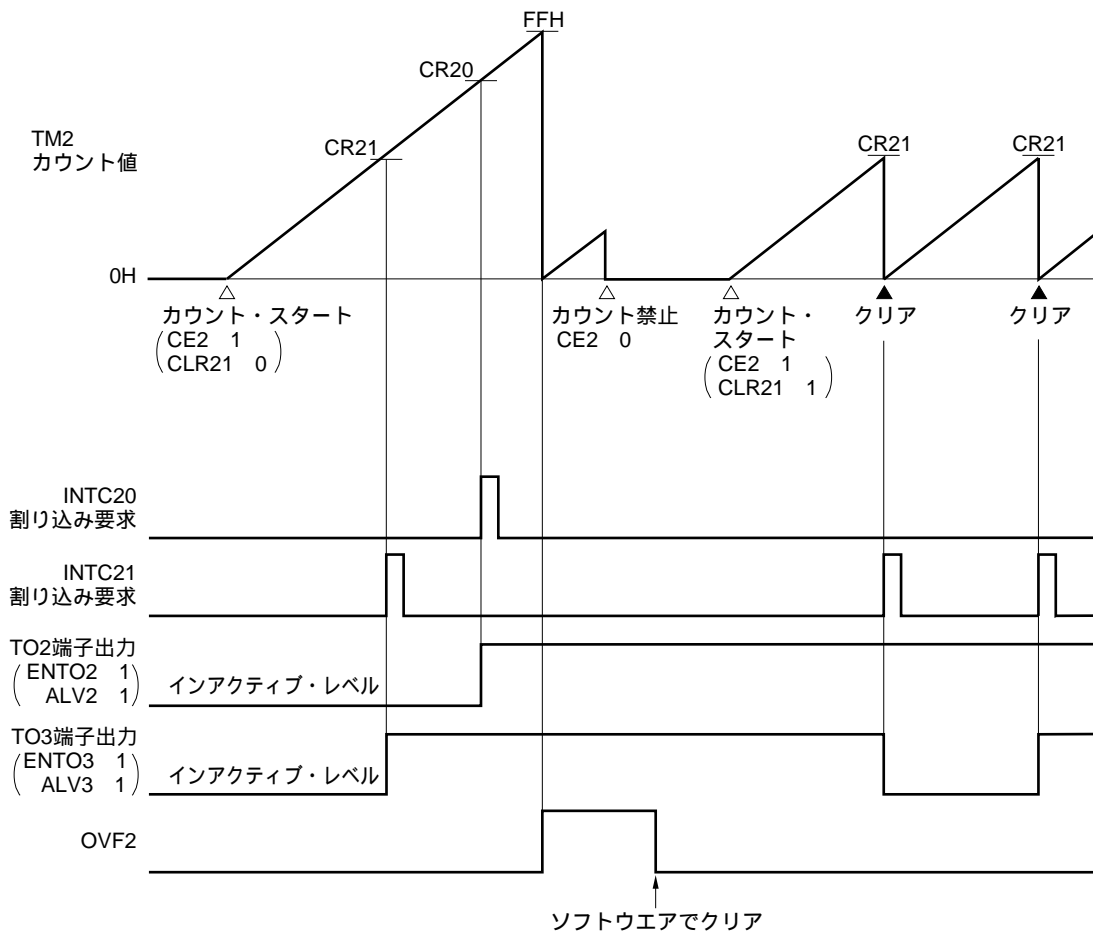 FFH
CR20
CR21
TM2
カウント値
CR21
CR21
0H
カウント・スタート
CE2 1
CLR21 0
カウント禁止
CE2 0
カウント・
スタート
CE2 1
CLR21 1
クリア
クリア
INTC20
割り込み要求
INTC21
割り込み要求
TO2端子出力
(ENTO2 1
ALV2 1)
インアクティブ・レベル
TO3端子出力
(ENTO3 1
ALV3 1)
インアクティブ・レベル
OVF2
ソフトウエアでクリア